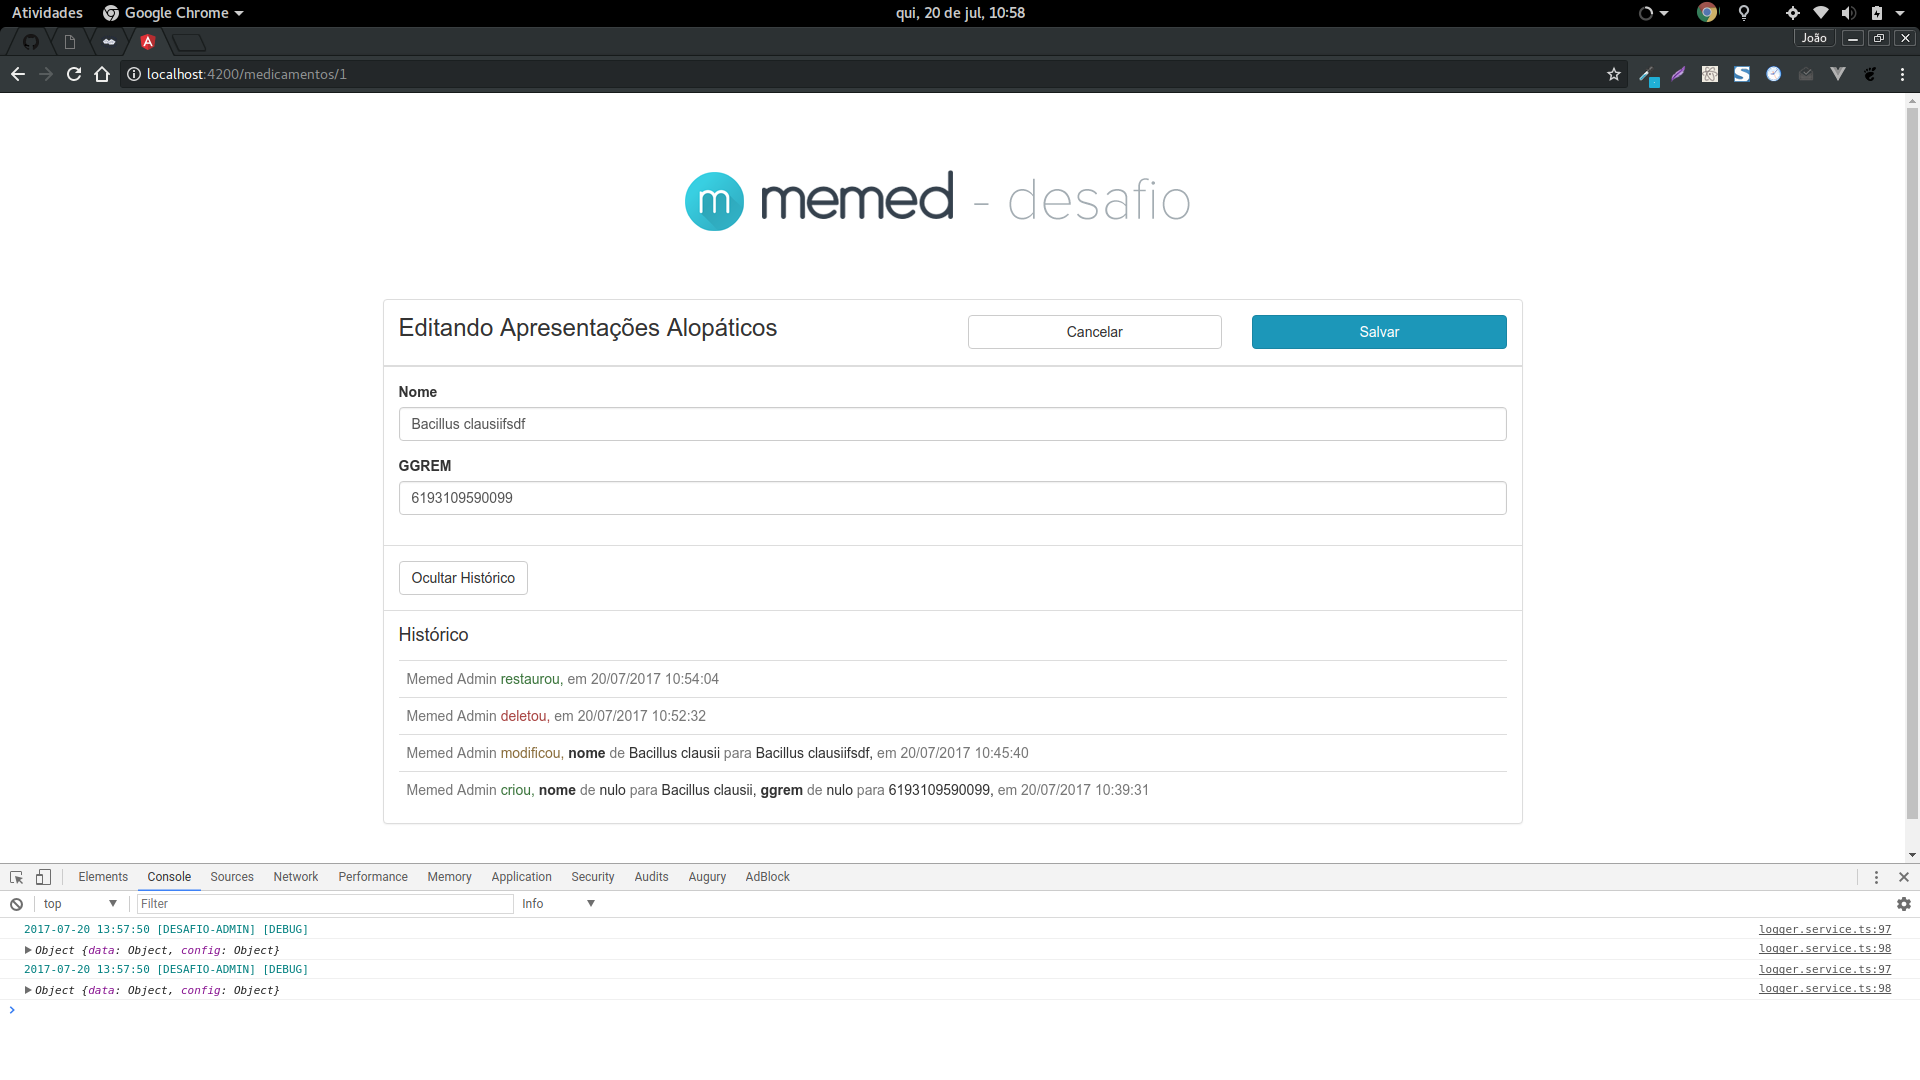 Atividades Google Chrome qui, 20 de jul, 10:58
João
localhost:4200/medicamentos/1
m memed - desafio
Editando Apresentações Alopáticos Cancelar Salvar
Nome
Bacillus clausiifsdf
GGREM
6193109590099
Ocultar Histórico
Histórico
Memed Admin restaurou, em 20/07/2017 10:54:04
Memed Admin deletou, em 20/07/2017 10:52:32
Memed Admin modificou, nome de Bacillus clausii para Bacillus clausiifsdf, em 20/07/2017 10:45:40
Memed Admin criou, nome de nulo para Bacillus clausii, ggrem de nulo para 6193109590099, em 20/07/2017 10:39:31
Elements Console Sources Network Performance Memory Application Security Audits Augury AdBlock
top Filter Info
2017-07-20 13:57:50 [DESAFIO-ADMIN] [DEBUG] logger.service.ts:97
Object {data: Object, config: Object} logger.service.ts:98
2017-07-20 13:57:50 [DESAFIO-ADMIN] [DEBUG] logger.service.ts:97
Object {data: Object, config: Object} logger.service.ts:98